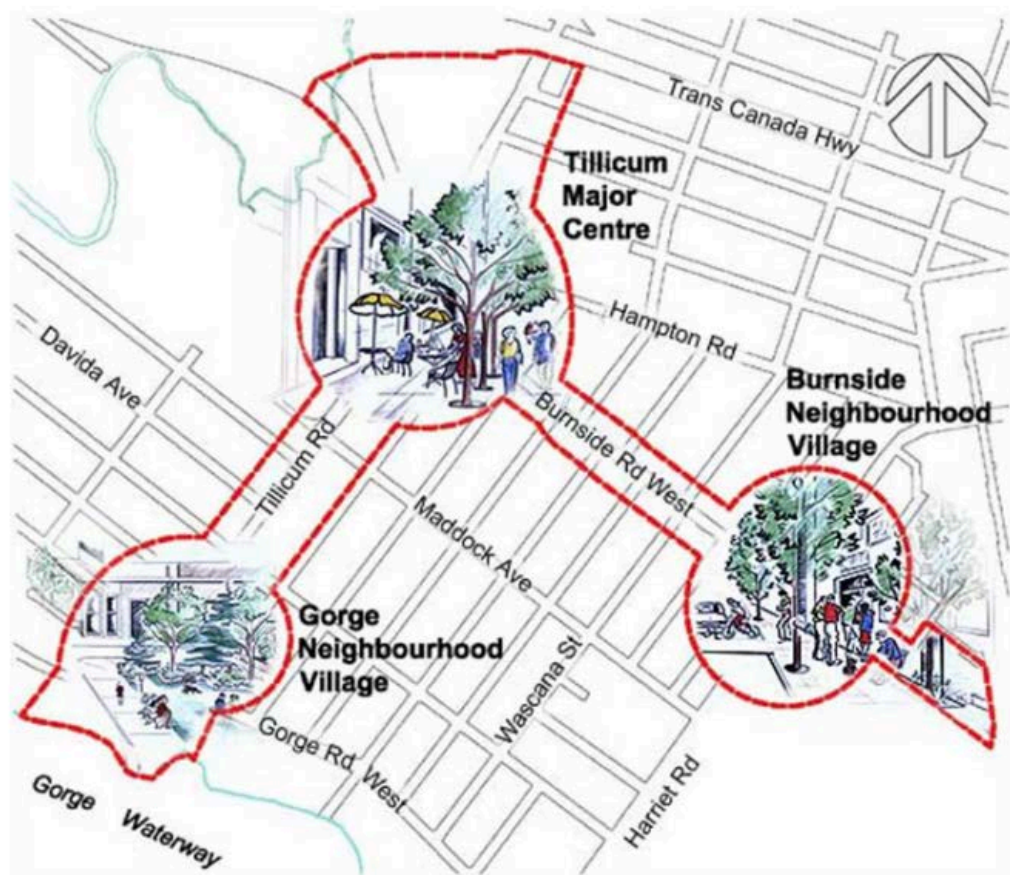 Trans Canada Hwy
Tillicum
Major
Centre
Hampton Rd
Davida Ave
Burnside
Neighbourhood
Village
Burnside Rd West
Tillicum Rd
Maddock Ave
Gorge
Neighbourhood
Village
Wascana St
Gorge Rd West
Harriet Rd
Gorge Waterway